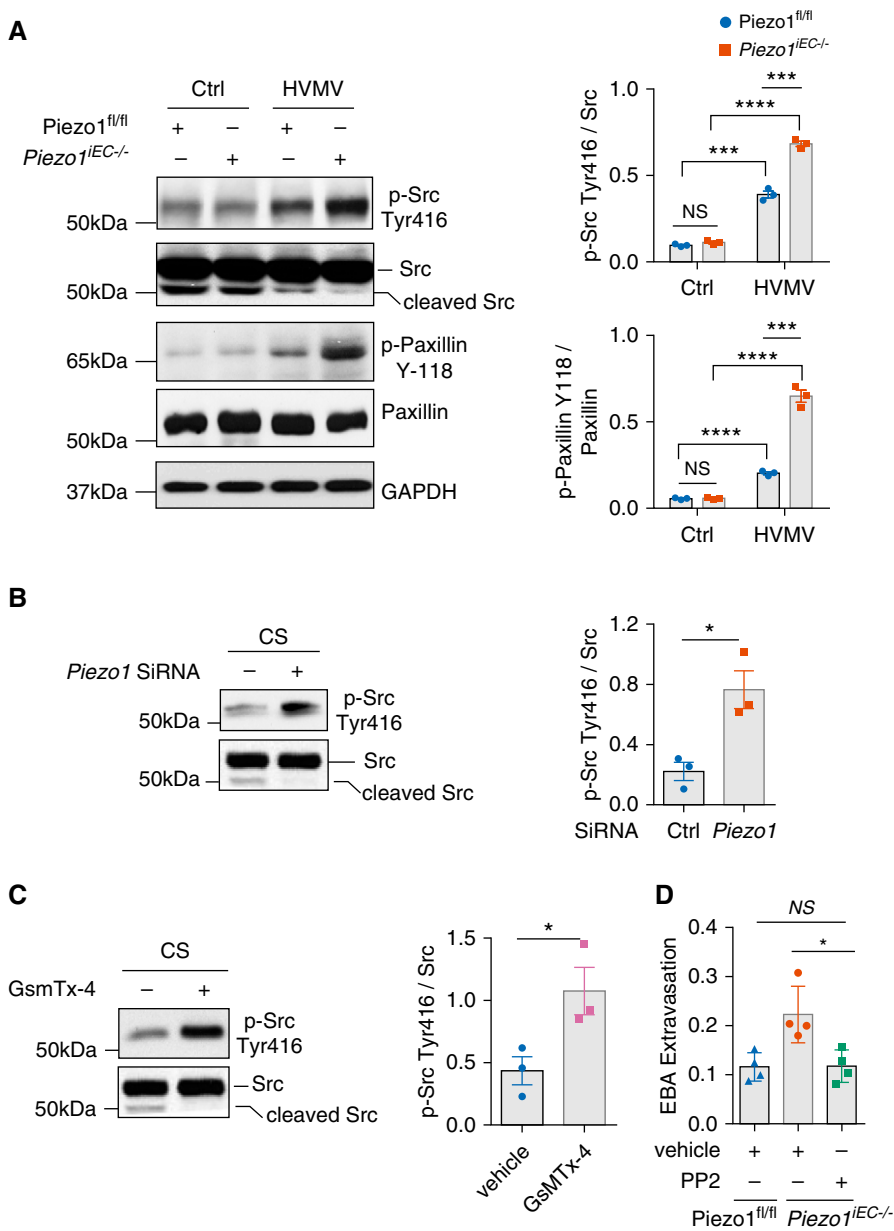 A
Ctrl HVMV
Piezo1fl/fl + – + –
Piezo1iEC-/- – + – +
50kDa
p-Src
Tyr416
50kDa
Src
cleaved Src
65kDa
p-Paxillin
Y-118
50kDa
Paxillin
37kDa
GAPDH
Piezo1fl/fl
Piezo1iEC-/-
p-Src Tyr416 / Src
1.0
0.5
0.0
NS
***
****
***
Ctrl HVMV
p-Paxillin Y118 /
Paxillin
1.0
0.5
0.0
NS
****
****
***
Ctrl HVMV
B
CS
Piezo1 SiRNA – +
50kDa
p-Src
Tyr416
50kDa
Src
cleaved Src
p-Src Tyr416 / Src
1.2
0.8
0.4
0.0
*
SiRNA Ctrl Piezo1
C
CS
GsmTx-4 – +
50kDa
p-Src
Tyr416
50kDa
Src
cleaved Src
p-Src Tyr416 / Src
1.5
1.0
0.5
0.0
*
vehicle
GsMTx-4
D
EBA Extravasation
0.4
0.3
0.2
0.1
0.0
NS
*
vehicle + + –
PP2 – – +
Piezo1fl/fl Piezo1iEC-/-